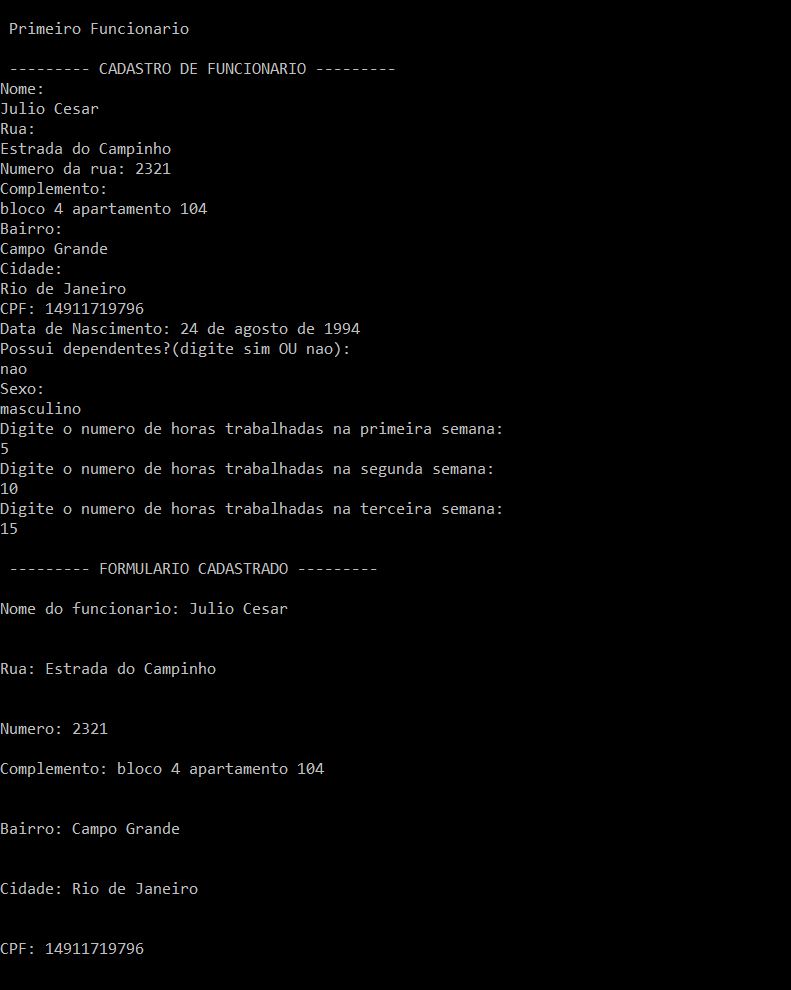 Primeiro Funcionario
--------- CADASTRO DE FUNCIONARIO ---------
Nome:
Julio Cesar
Rua:
Estrada do Campinho
Numero da rua: 2321
Complemento:
bloco 4 apartamento 104
Bairro:
Campo Grande
Cidade:
Rio de Janeiro
CPF: 14911719796
Data de Nascimento: 24 de agosto de 1994
Possui dependentes?(digite sim OU nao):
nao
Sexo:
masculino
Digite o numero de horas trabalhadas na primeira semana:
5
Digite o numero de horas trabalhadas na segunda semana:
10
Digite o numero de horas trabalhadas na terceira semana:
15
--------- FORMULARIO CADASTRADO ---------
Nome do funcionario: Julio Cesar
Rua: Estrada do Campinho
Numero: 2321
Complemento: bloco 4 apartamento 104
Bairro: Campo Grande
Cidade: Rio de Janeiro
CPF: 14911719796